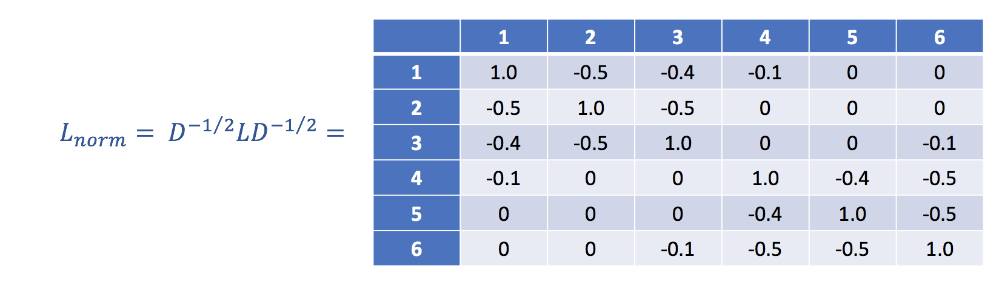 1 2 3 4 5 6
1 1.0 -0.5 -0.4 -0.1 0 0
2 -0.5 1.0 -0.5 0 0 0
L_norm = D^{-1/2}LD^{-1/2} =
3 -0.4 -0.5 1.0 0 0 -0.1
4 -0.1 0 0 1.0 -0.4 -0.5
5 0 0 0 -0.4 1.0 -0.5
6 0 0 -0.1 -0.5 -0.5 1.0